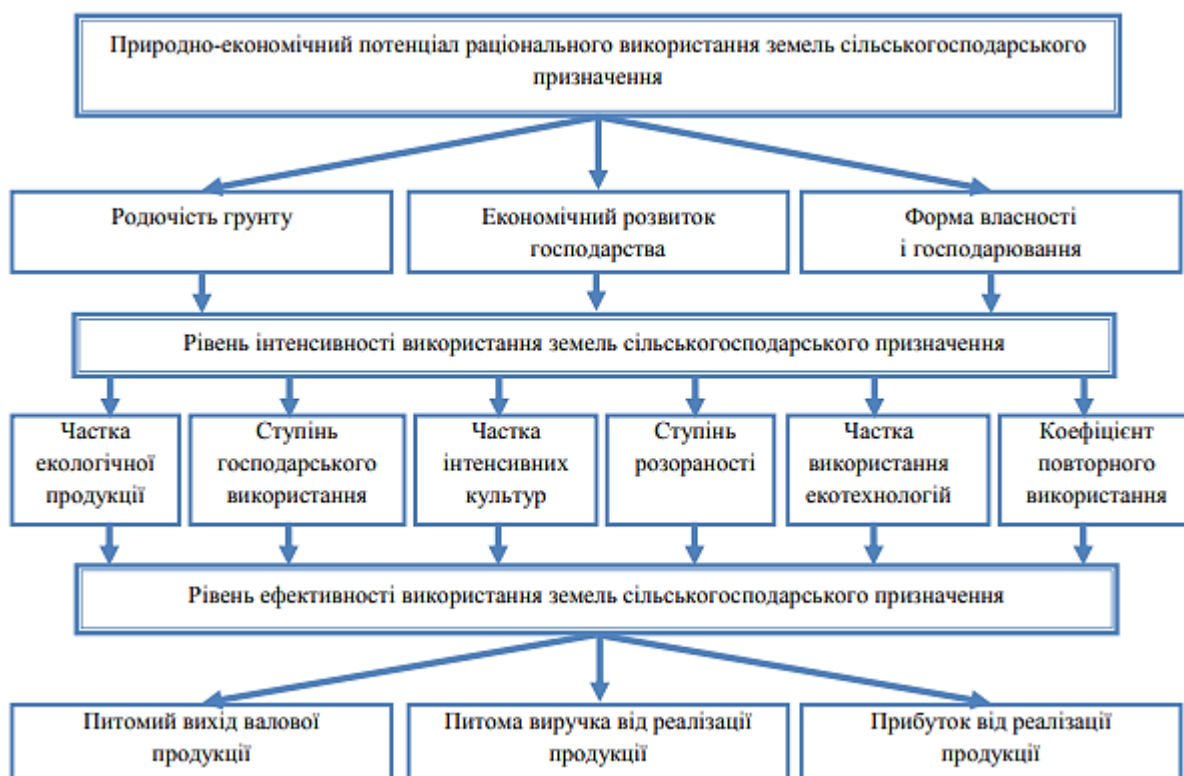 Природно-економічний потенціал раціонального використання земель сільськогосподарського
призначення
Родючість грунту
Економічний розвиток
господарства
Форма власності
і господарювання
Рівень інтенсивності використання земель сільськогосподарського призначення
Частка
екологічної
продукції
Ступінь
господарського
використання
Частка
інтенсивних
культур
Ступінь
розораності
Частка
використання
екотехнологій
Коефіцієнт
повторного
використання
Рівень ефективності використання земель сільськогосподарського призначення
Питомий вихід валової
продукції
Питома виручка від реалізації
продукції
Прибуток від реалізації
продукції